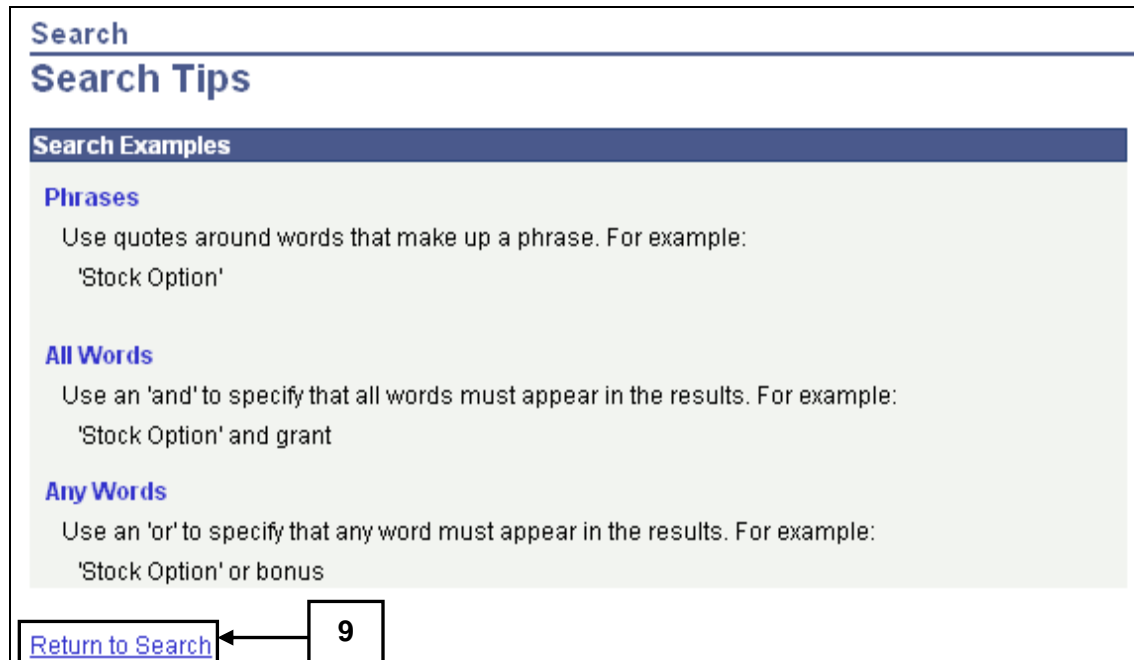 Search
Search Tips
Search Examples
Phrases
Use quotes around words that make up a phrase. For example:
'Stock Option'
All Words
Use an 'and' to specify that all words must appear in the results. For example:
'Stock Option' and grant
Any Words
Use an 'or' to specify that any word must appear in the results. For example:
'Stock Option' or bonus
Return to Search
9